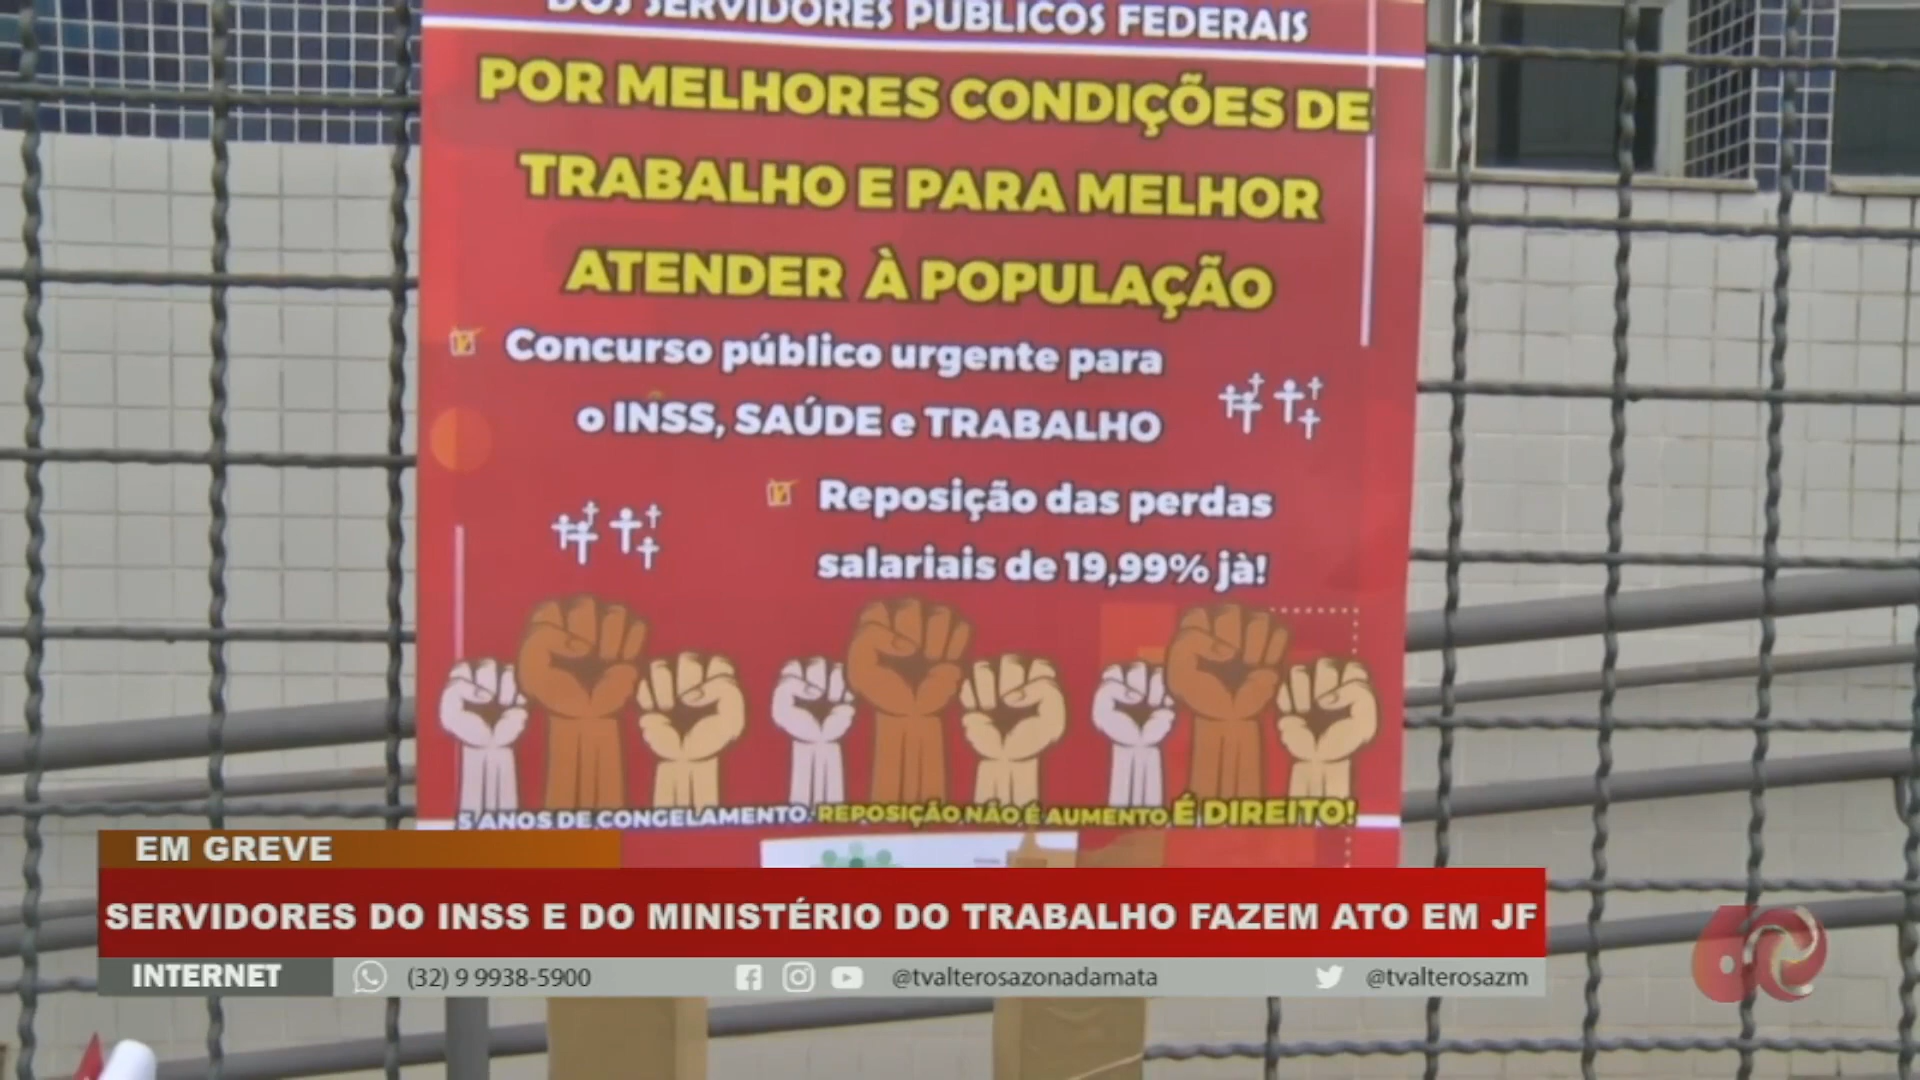 DOS SERVIDORES PÚBLICOS FEDERAIS
POR MELHORES CONDIÇÕES DE
TRABALHO E PARA MELHOR
ATENDER À POPULAÇÃO
Concurso público urgente para
o INSS, SAÚDE e TRABALHO
Reposição das perdas
salariais de 19,99% jà!
5 ANOS DE CONGELAMENTO. REPOSIÇÃO NÃO É AUMENTO É DIREITO!
EM GREVE
SERVIDORES DO INSS E DO MINISTÉRIO DO TRABALHO FAZEM ATO EM JF
INTERNET (32) 9 9938-5900 @tvalterosazonadamata @tvalterosazm